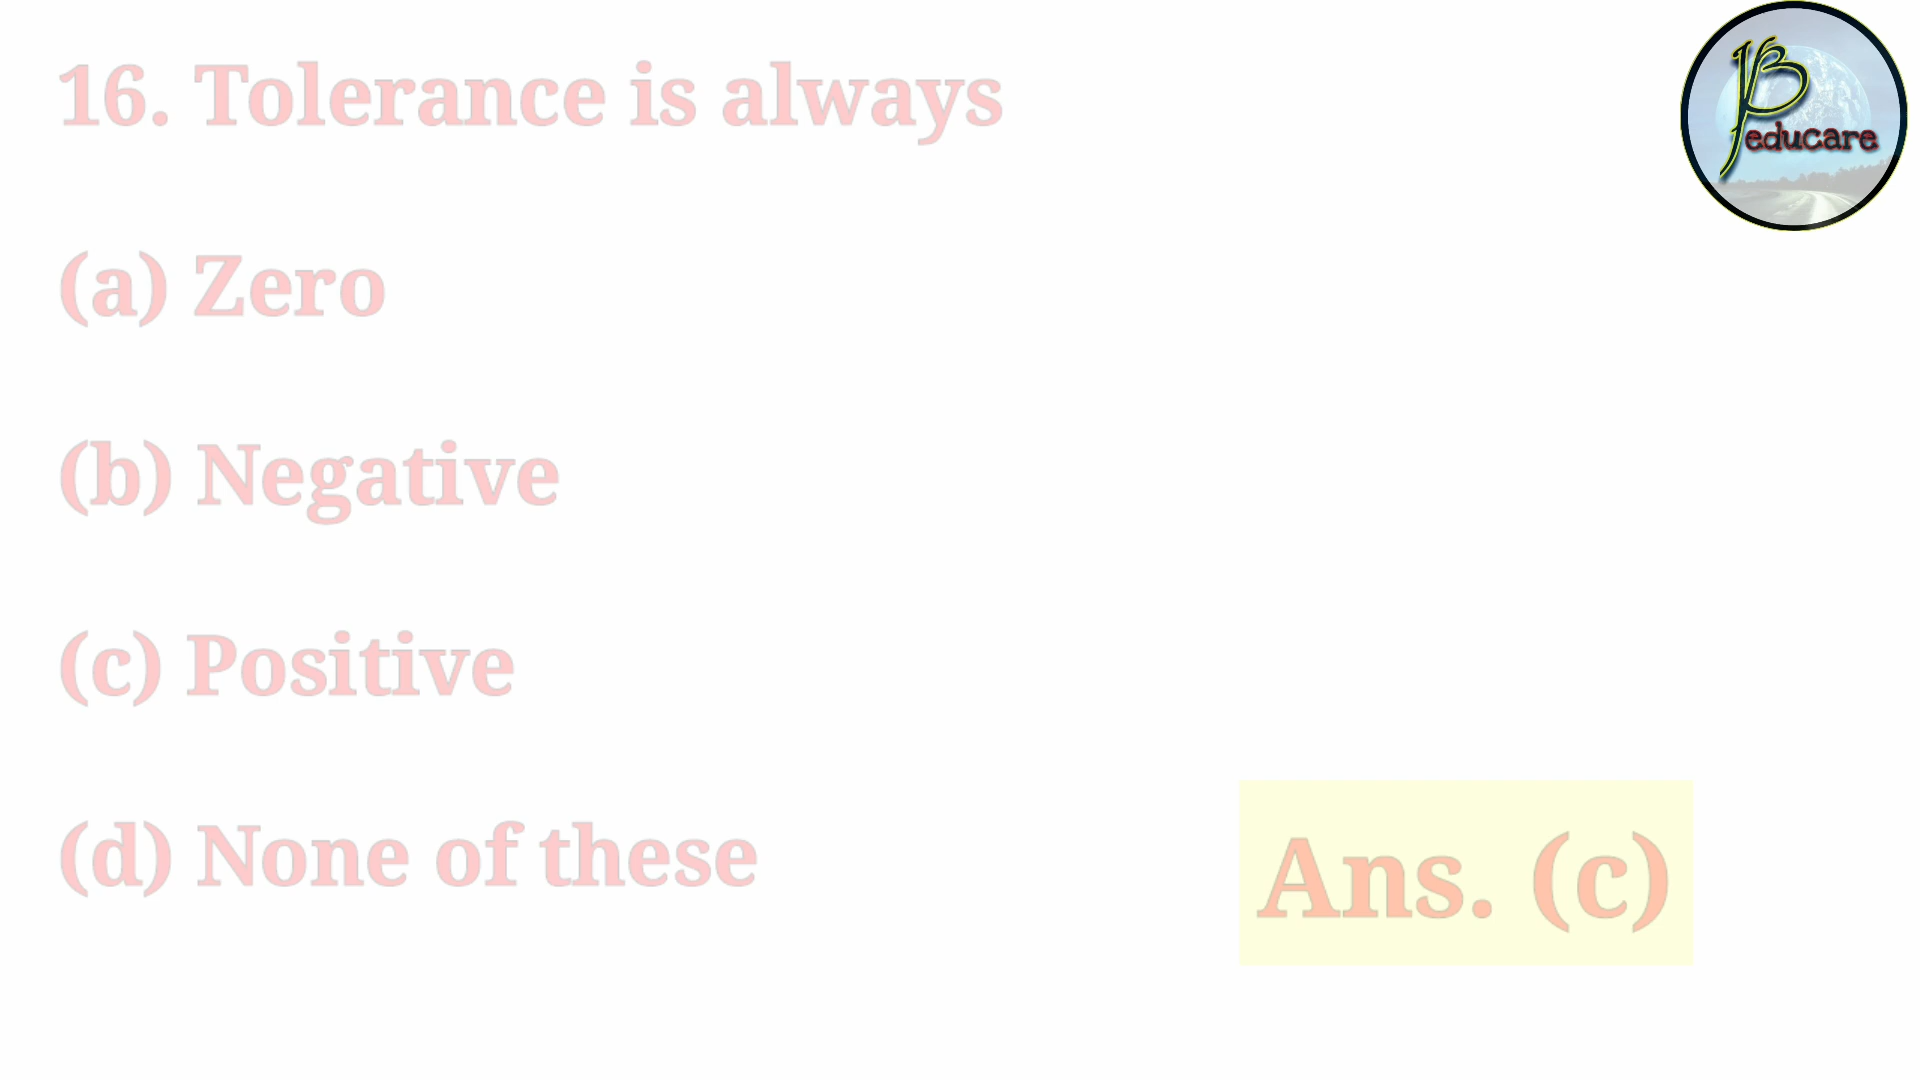 16. Tolerance is always
(a) Zero
(b) Negative
(c) Positive
(d) None of these
Ans. (c)
educare